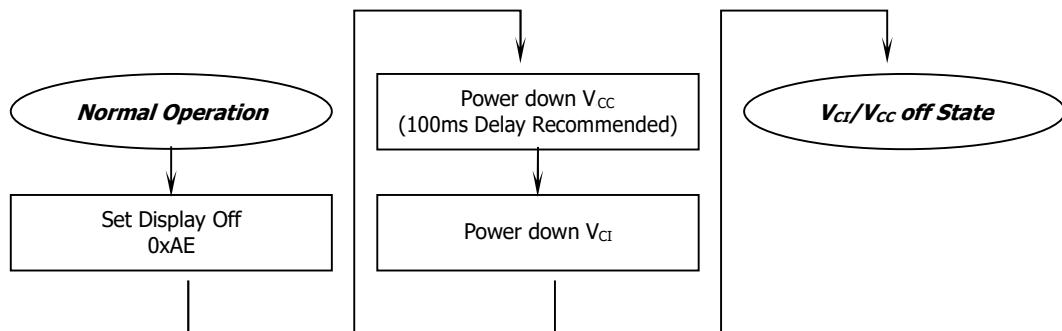 Normal Operation
Set Display Off
0xAE
Power down VCC
(100ms Delay Recommended)
Power down VCI
VCI/VCC off State